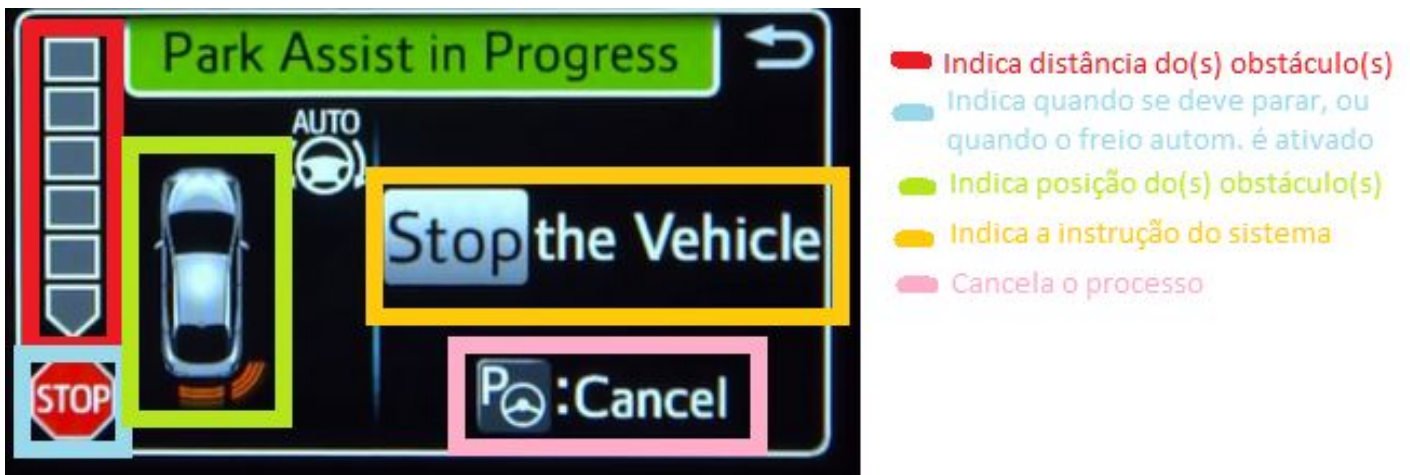 Park Assist in Progress
AUTO
Stop the Vehicle
STOP
P :Cancel
Indica distância do(s) obstáculo(s)
Indica quando se deve parar, ou
quando o freio autom. é ativado
Indica posição do(s) obstáculo(s)
Indica a instrução do sistema
Cancela o processo